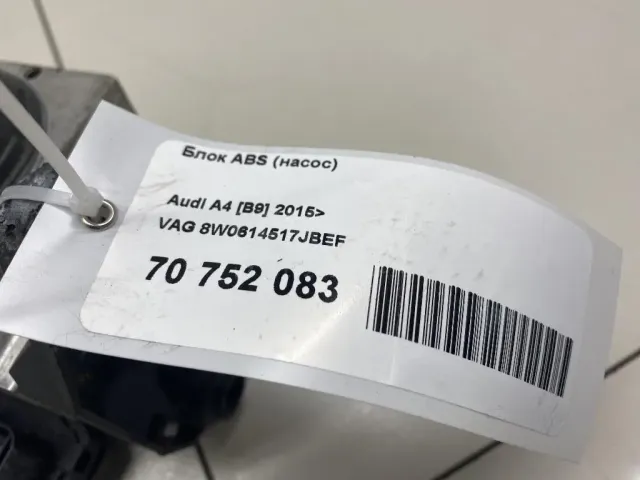 Блок ABS (насос)
Audi A4 [B9] 2015>
VAG 8W0614517JBEF
70 752 083